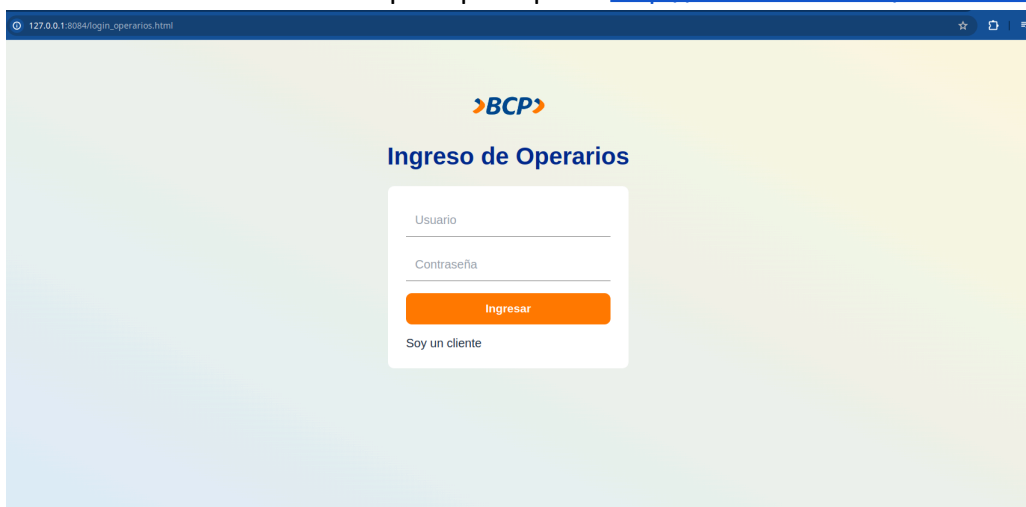 127.0.0.1:8084/login_operarios.html
BCP
Ingreso de Operarios
Usuario
Contraseña
Ingresar
Soy un cliente